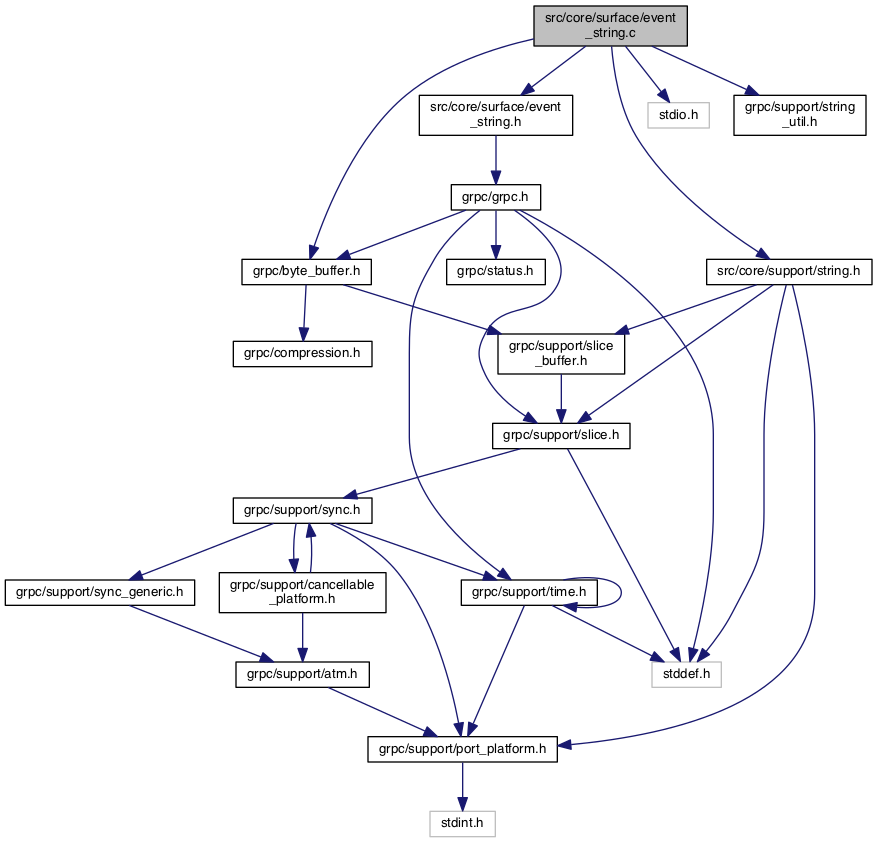 src/core/surface/event
_string.c
src/core/surface/event
_string.h
stdio.h
grpc/support/string
_util.h
grpc/grpc.h
grpc/byte_buffer.h
grpc/status.h
src/core/support/string.h
grpc/compression.h
grpc/support/slice
_buffer.h
grpc/support/slice.h
grpc/support/sync.h
grpc/support/sync_generic.h
grpc/support/cancellable
_platform.h
grpc/support/time.h
grpc/support/atm.h
stddef.h
grpc/support/port_platform.h
stdint.h